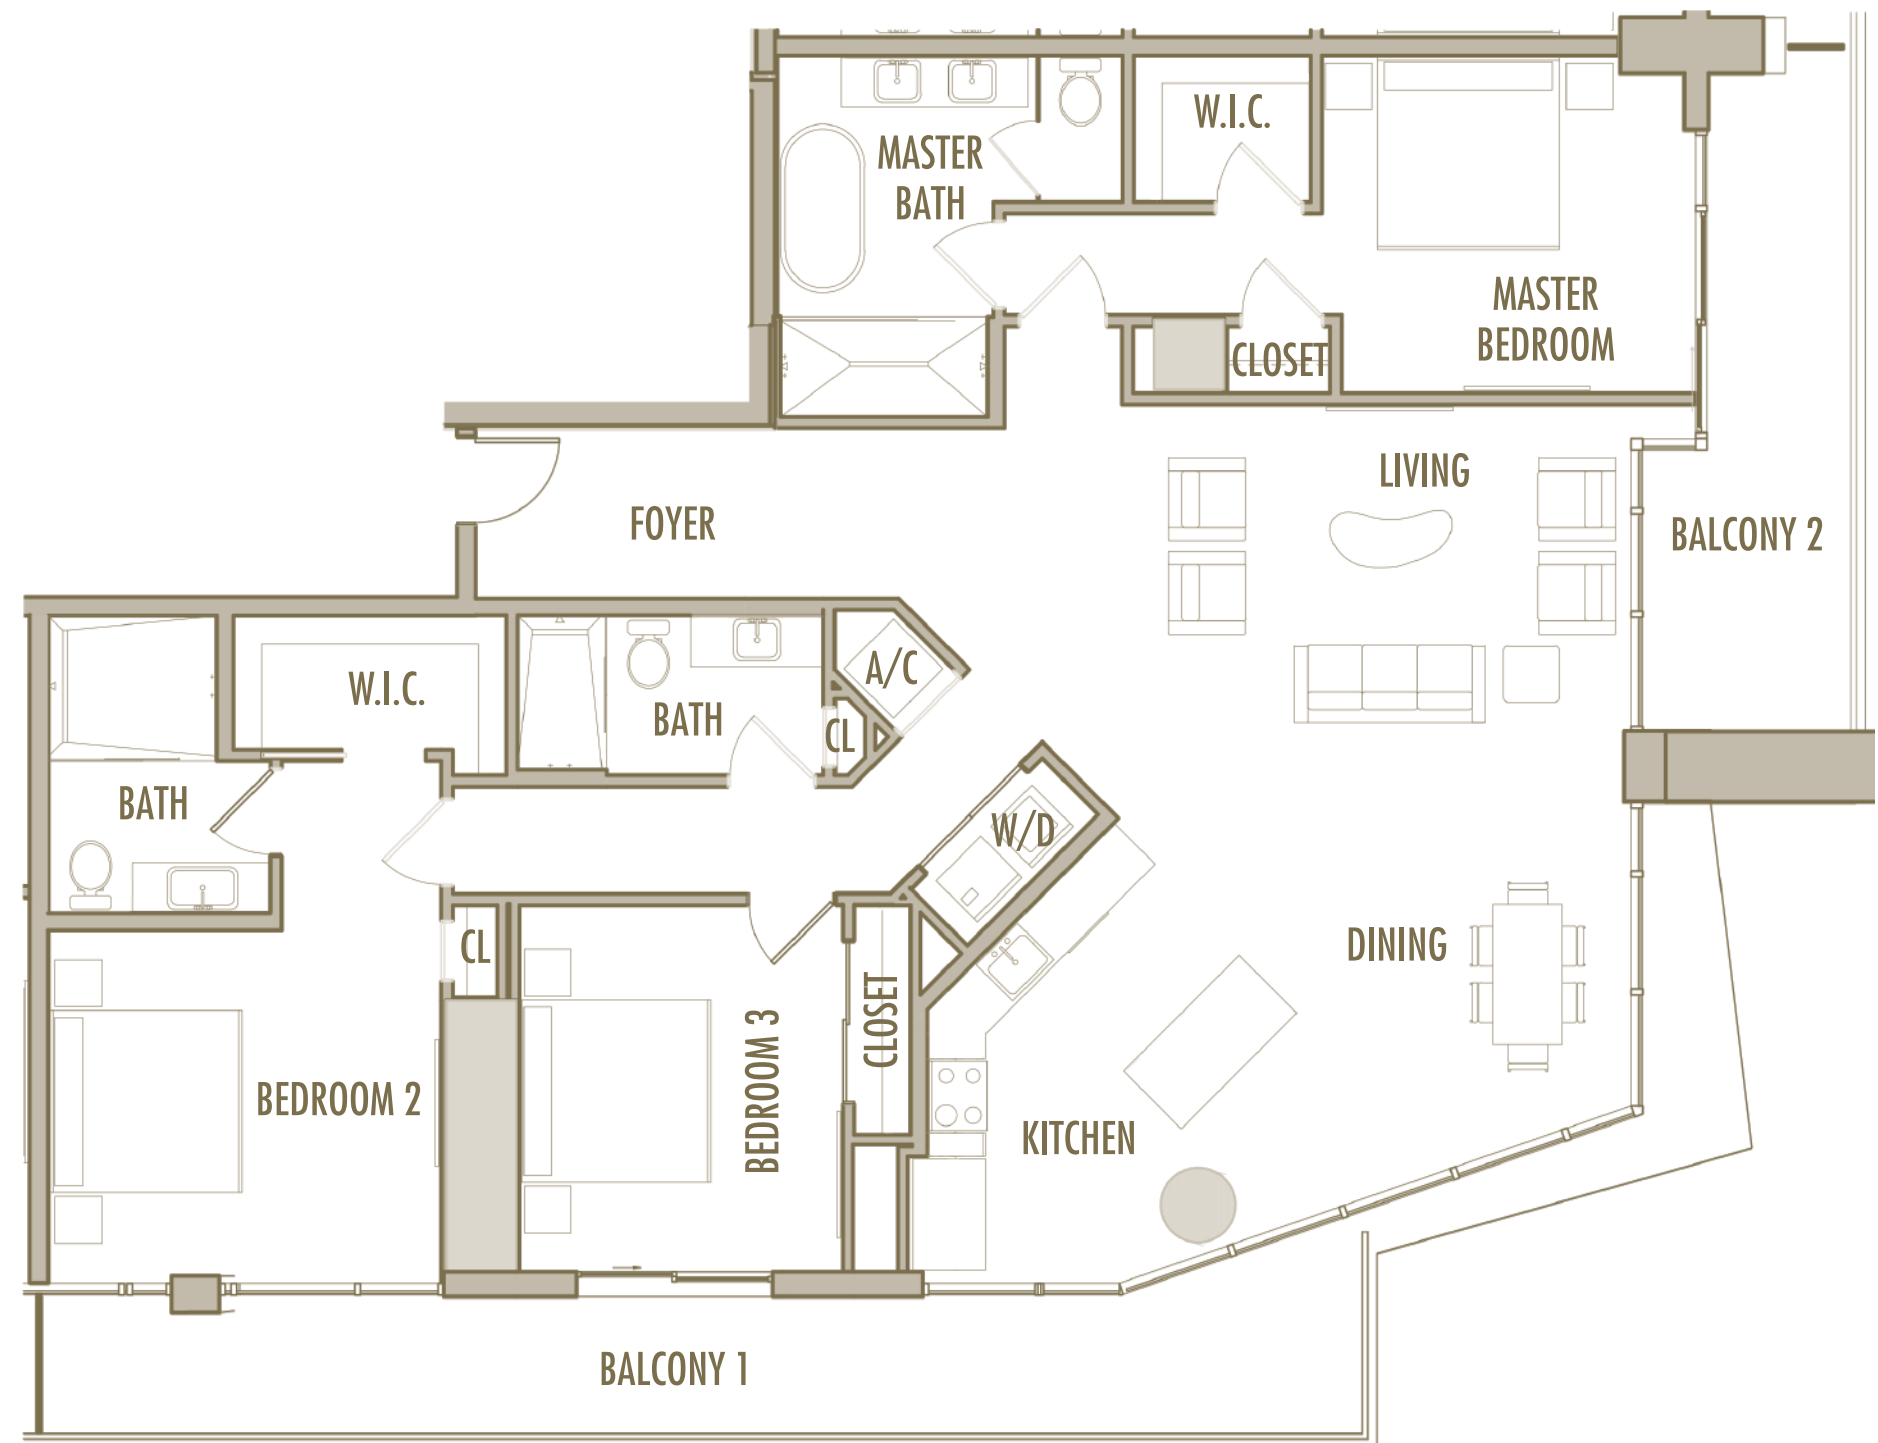 W.I.C.
MASTER
BATH
MASTER
BEDROOM
CLOSET
LIVING
FOYER
BALCONY 2
A/C
W.I.C.
BATH
CL
BATH
W/D
DINING
CL
CLOSET
BEDROOM 3
BEDROOM 2
KITCHEN
BALCONY 1